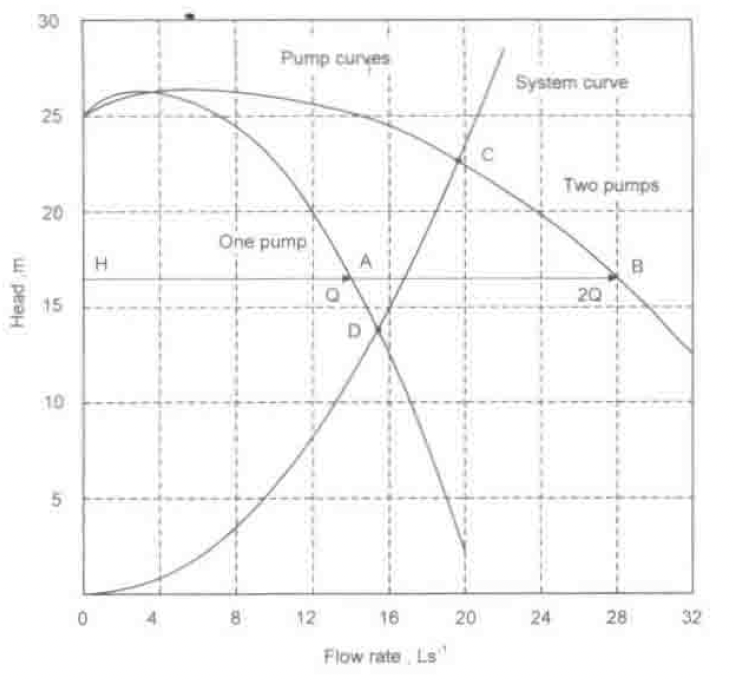 30
Pump curves
System curve
25
C
Two pumps
20
One pump
H
A
B
Q
2Q
15
D
Head ,m
10
5
0
4
8
12
16
20
24
28
32
Flow rate , Ls⁻¹